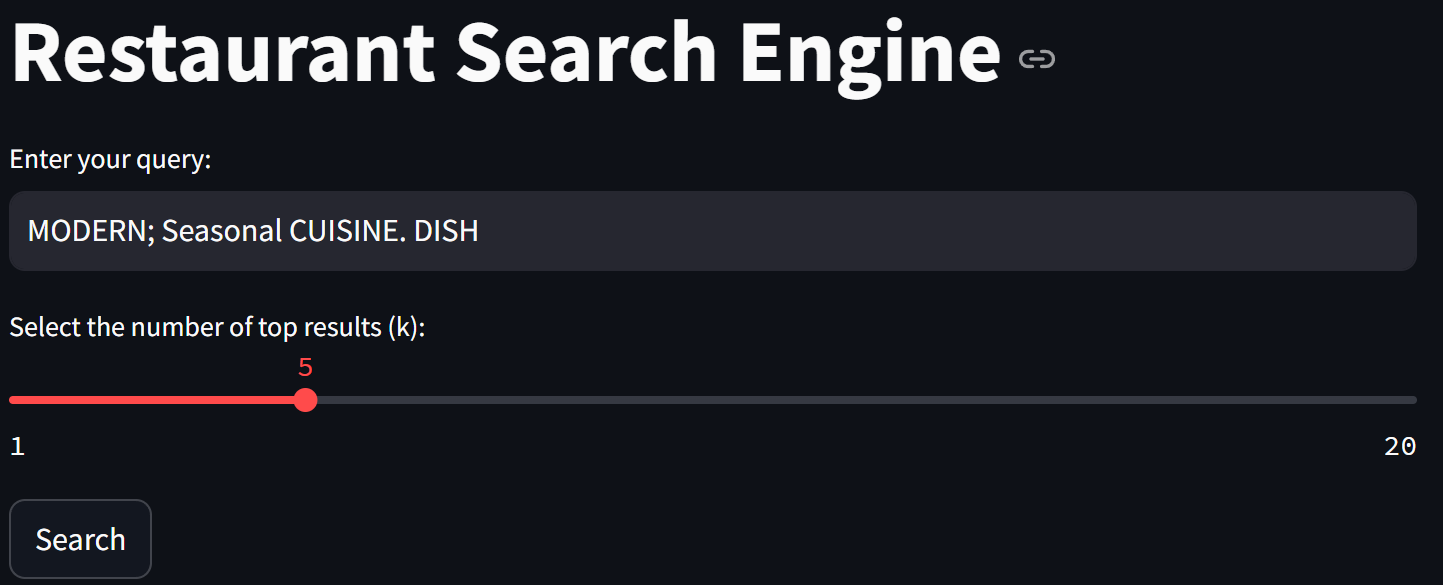 Restaurant Search Engine
Enter your query:
MODERN; Seasonal CUISINE. DISH
Select the number of top results (k):
5
1 20
Search